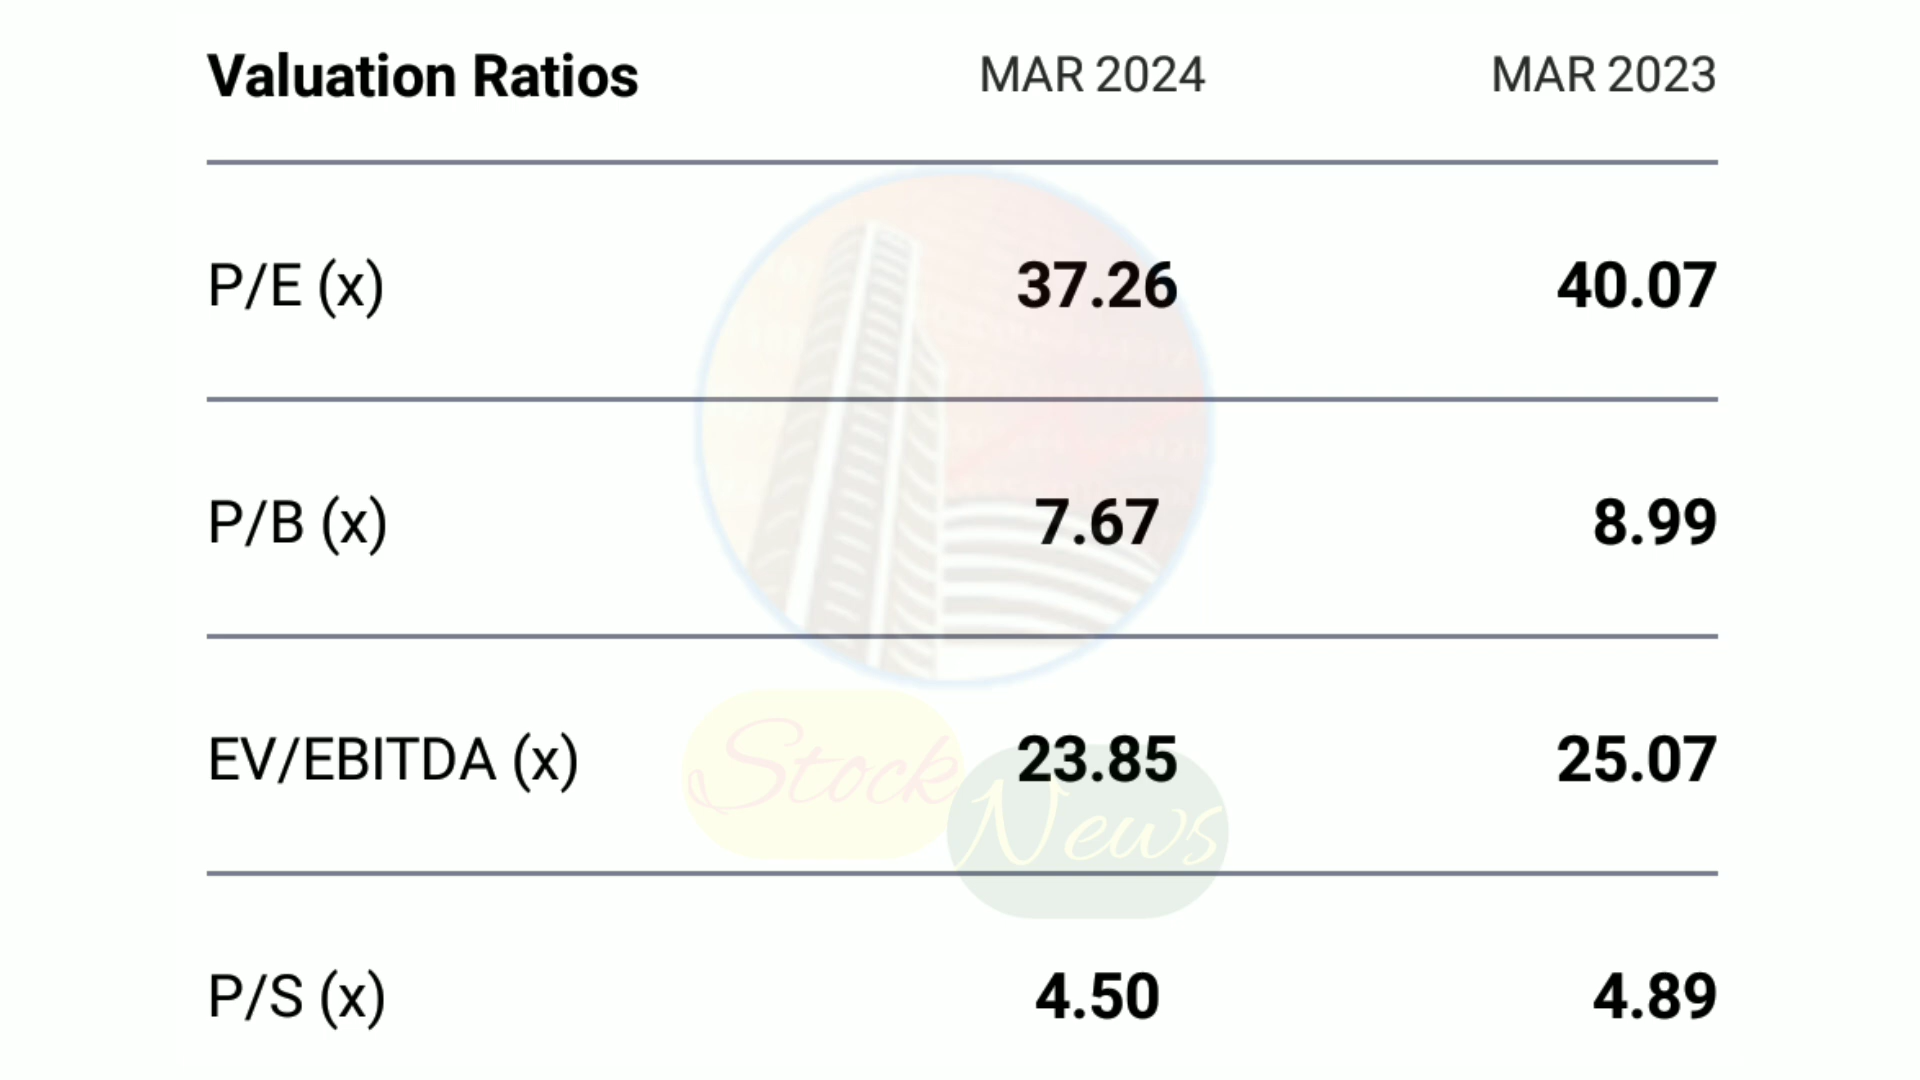 Valuation Ratios MAR 2024 MAR 2023
P/E (x) 37.26 40.07
P/B (x) 7.67 8.99
EV/EBITDA (x) 23.85 25.07
Stock
News
P/S (x) 4.50 4.89